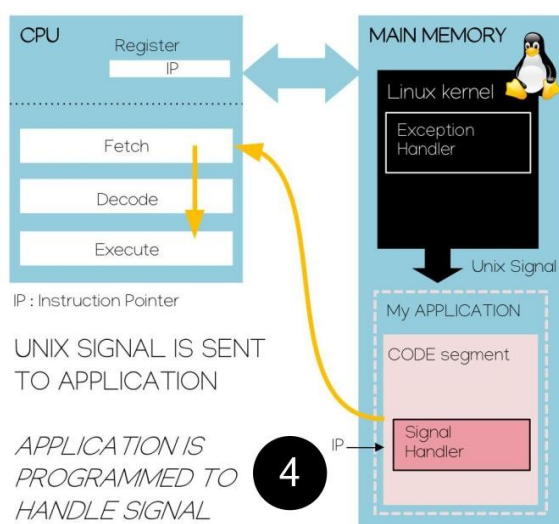 CPU
Register
IP
Fetch
Decode
Execute
IP : Instruction Pointer
UNIX SIGNAL IS SENT
TO APPLICATION
APPLICATION IS
PROGRAMMED TO
HANDLE SIGNAL
4
MAIN MEMORY
Linux kernel
Exception
Handler
Unix Signal
My APPLICATION
CODE segment
IP
Signal
Handler